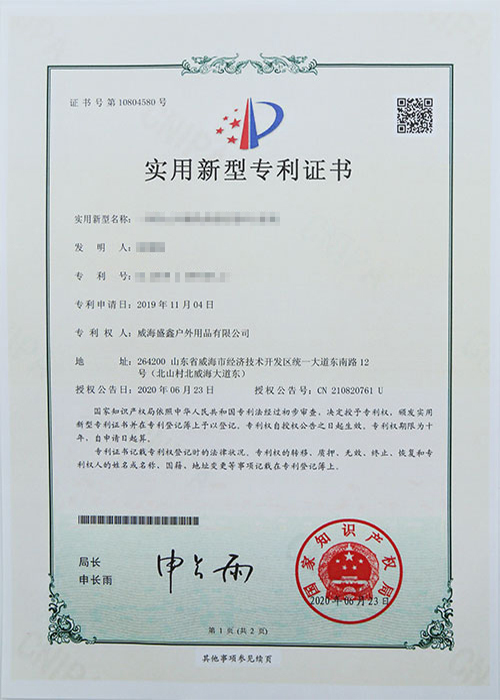 证书号第10804580号
实用新型专利证书
实用新型名称：
发 明 人：
专 利 号：
专利申请日：2019年11月04日
专 利 权 人：威海盛鑫户外用品有限公司
地 址：264200 山东省威海市经济技术开发区统一大道东南路12
号（北山村北威海大道东）
授权公告日：2020年06月23日 授权公告号：CN 210820761 U
国家知识产权局依照中华人民共和国专利法经过初步审查，决定授予专利权，颁发实用
新型专利证书并在专利登记簿上予以登记。专利权自授权公告之日起生效。专利权期限为十
年，自申请日起算。
专利证书记载专利权登记时的法律状况。专利权的转移、质押、无效、终止、恢复和专
利权人的姓名或名称、国籍、地址变更等事项记载在专利登记簿上。
局长
申长雨
申长雨
国家知识产权局
2020年06月23日
第 1 页 (共 2 页)
其他事项参见续页